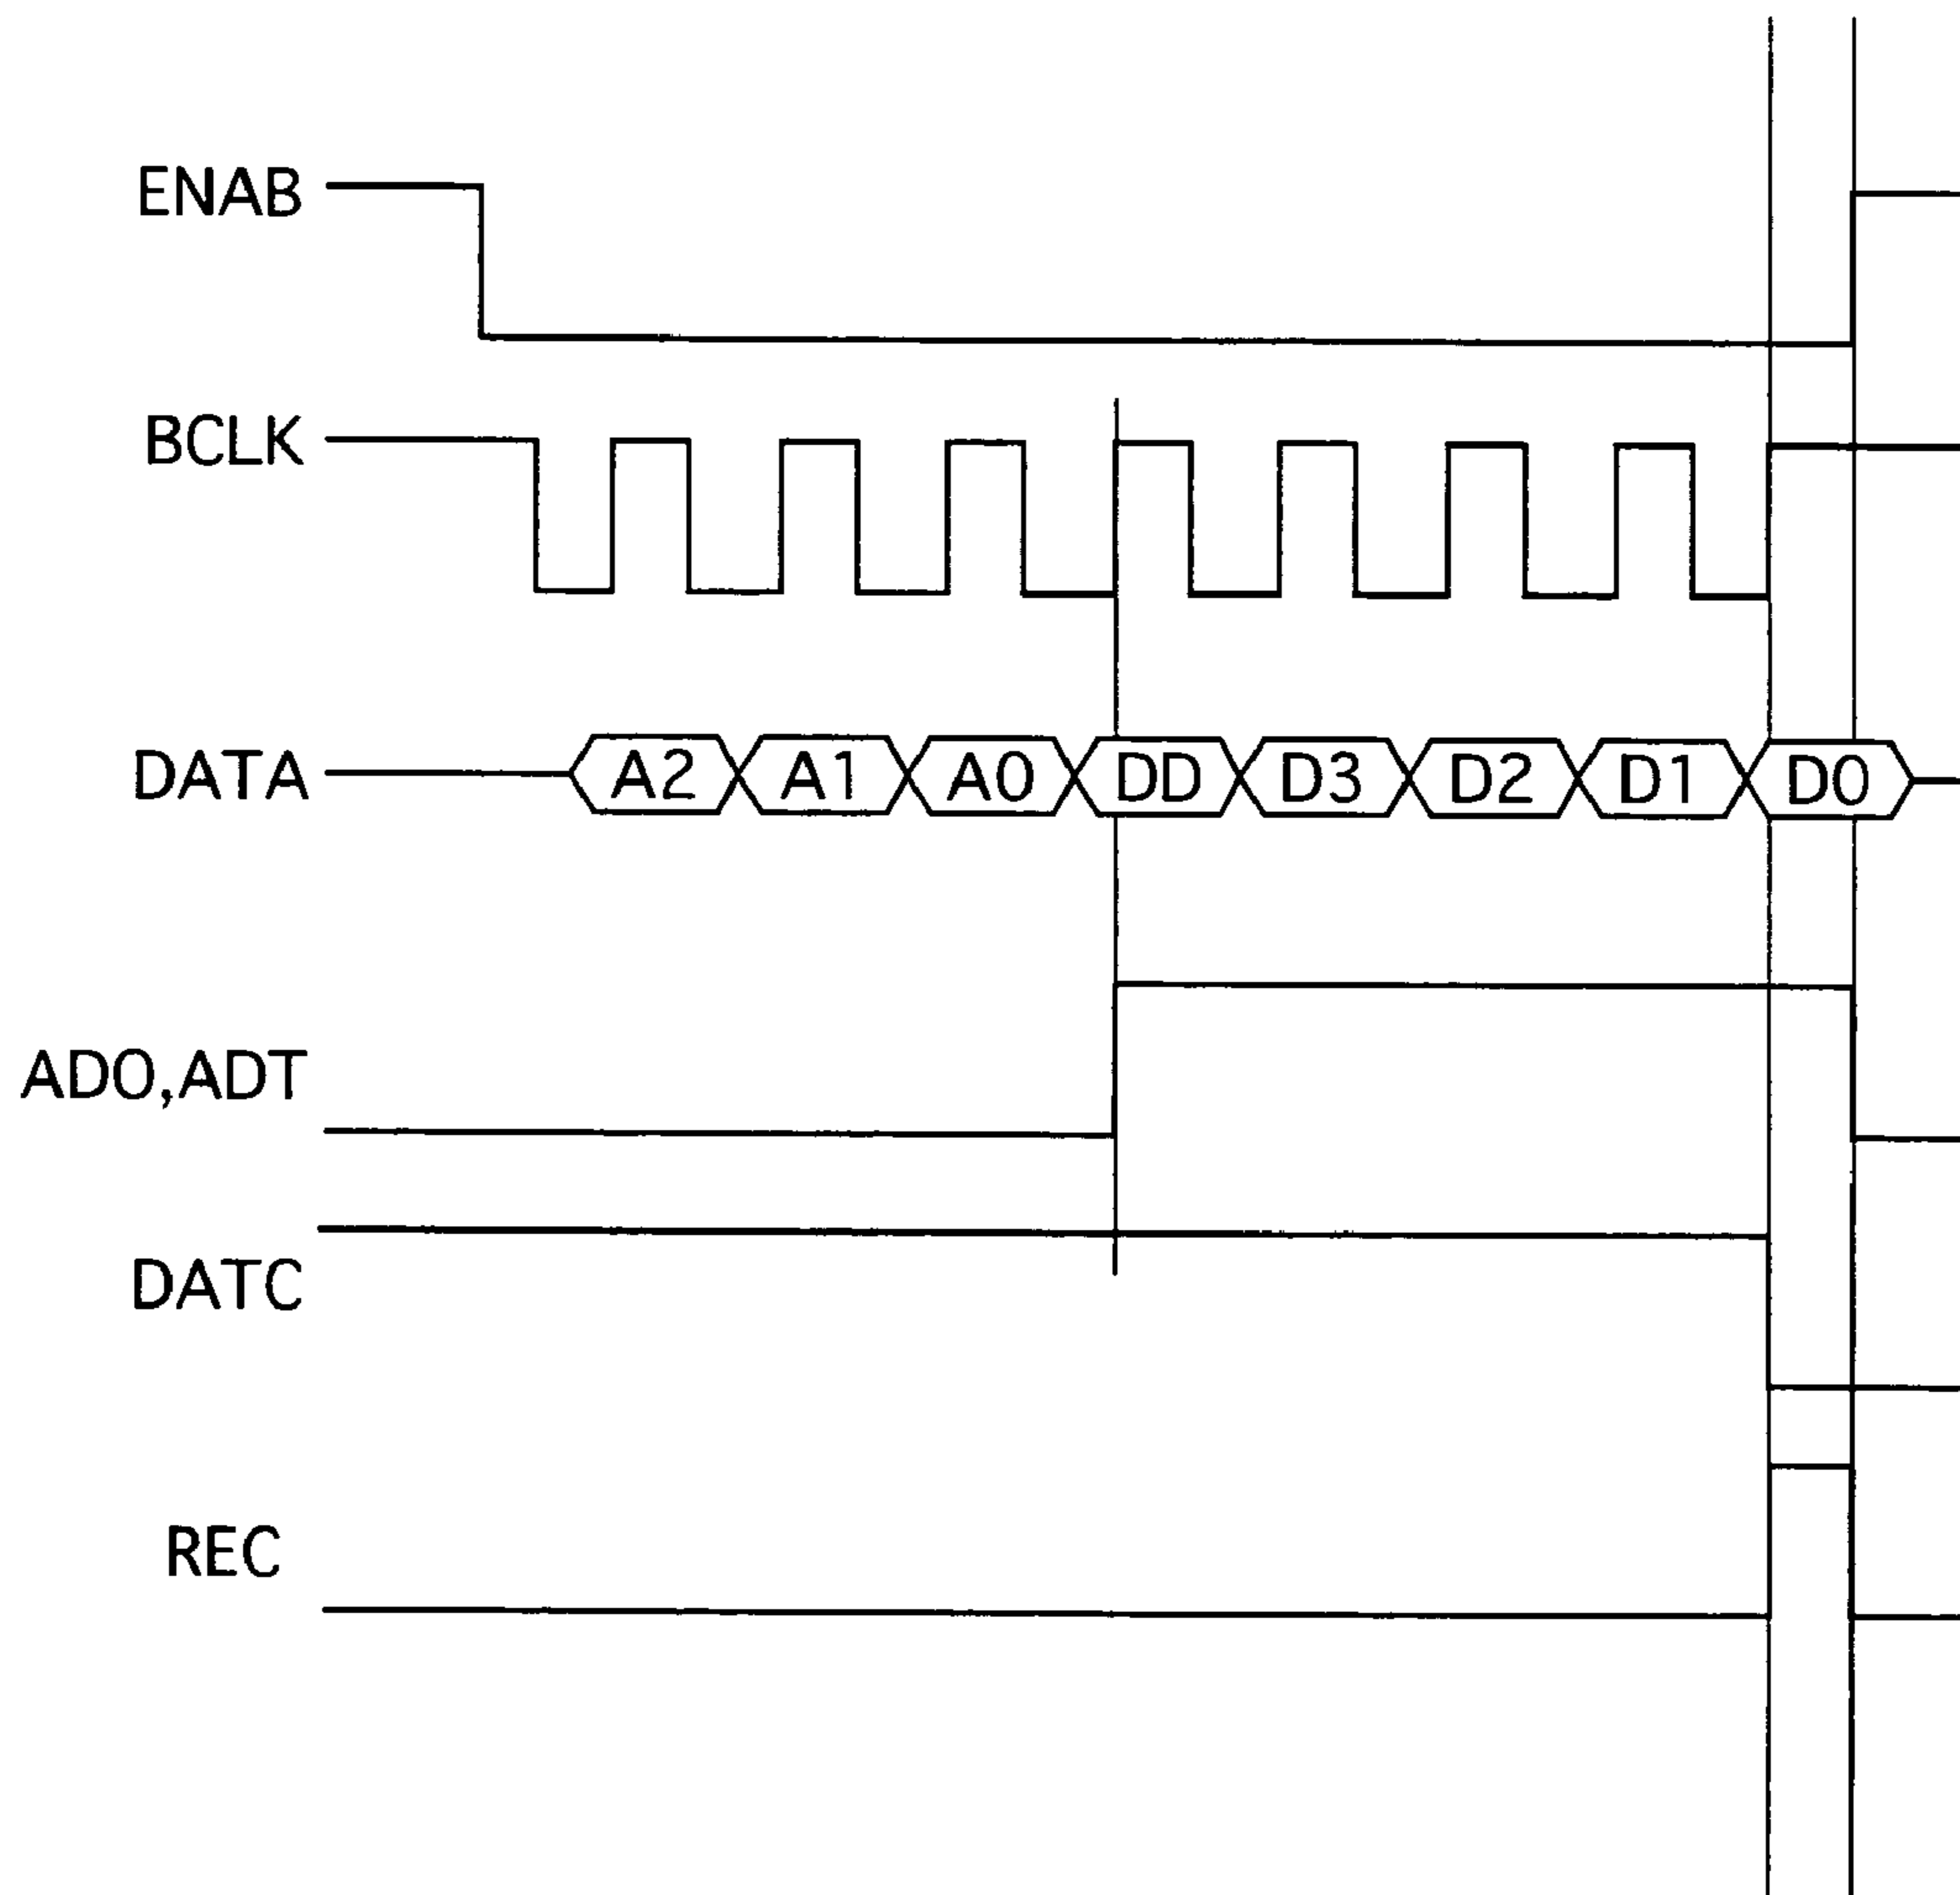 ENAB
BCLK
DATA A2 A1 A0 DD D3 D2 D1 D0
ADO,ADT
DATC
REC